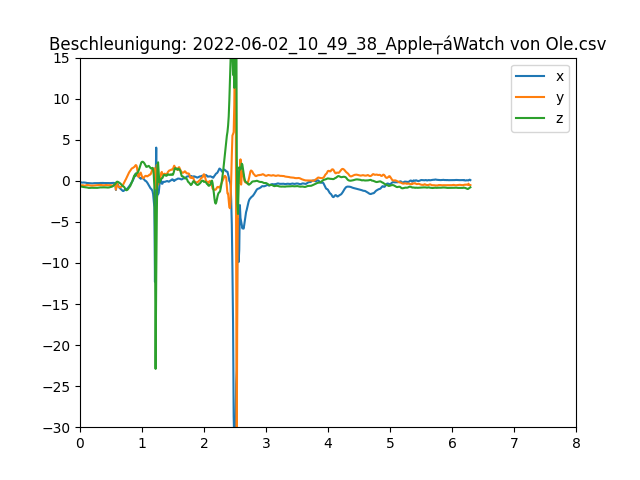 Beschleunigung: 2022-06-02_10_49_38_Apple┬áWatch von Ole.csv
15
10
5
0
−5
−10
−15
−20
−25
−30
x
y
z
0 1 2 3 4 5 6 7 8